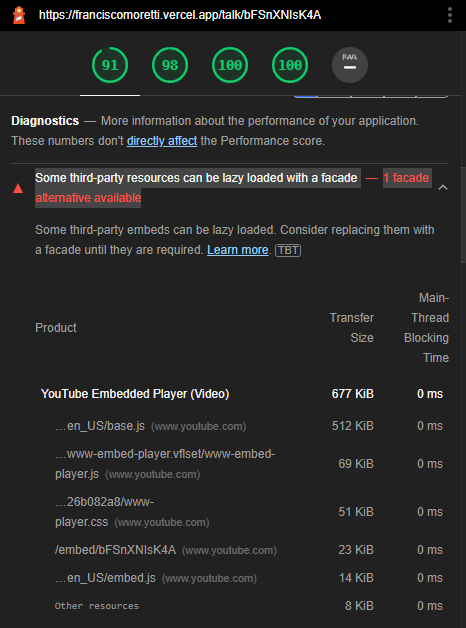 https://franciscomoretti.vercel.app/talk/bFSnXNIsK4A
91 98 100 100 PWA
Diagnostics — More information about the performance of your application.
These numbers don't directly affect the Performance score.
Some third-party resources can be lazy loaded with a facade — 1 facade
alternative available
Some third-party embeds can be lazy loaded. Consider replacing them with
a facade until they are required. Learn more. TBT
Product
Transfer
Size
Main-
Thread
Blocking
Time
YouTube Embedded Player (Video) 677 KiB 0 ms
…en_US/base.js (www.youtube.com) 512 KiB 0 ms
…www-embed-player.vflset/www-embed-
player.js (www.youtube.com) 69 KiB 0 ms
…26b082a8/www-
player.css (www.youtube.com) 51 KiB 0 ms
/embed/bFSnXNIsK4A (www.youtube.com) 23 KiB 0 ms
…en_US/embed.js (www.youtube.com) 14 KiB 0 ms
Other resources 8 KiB 0 ms